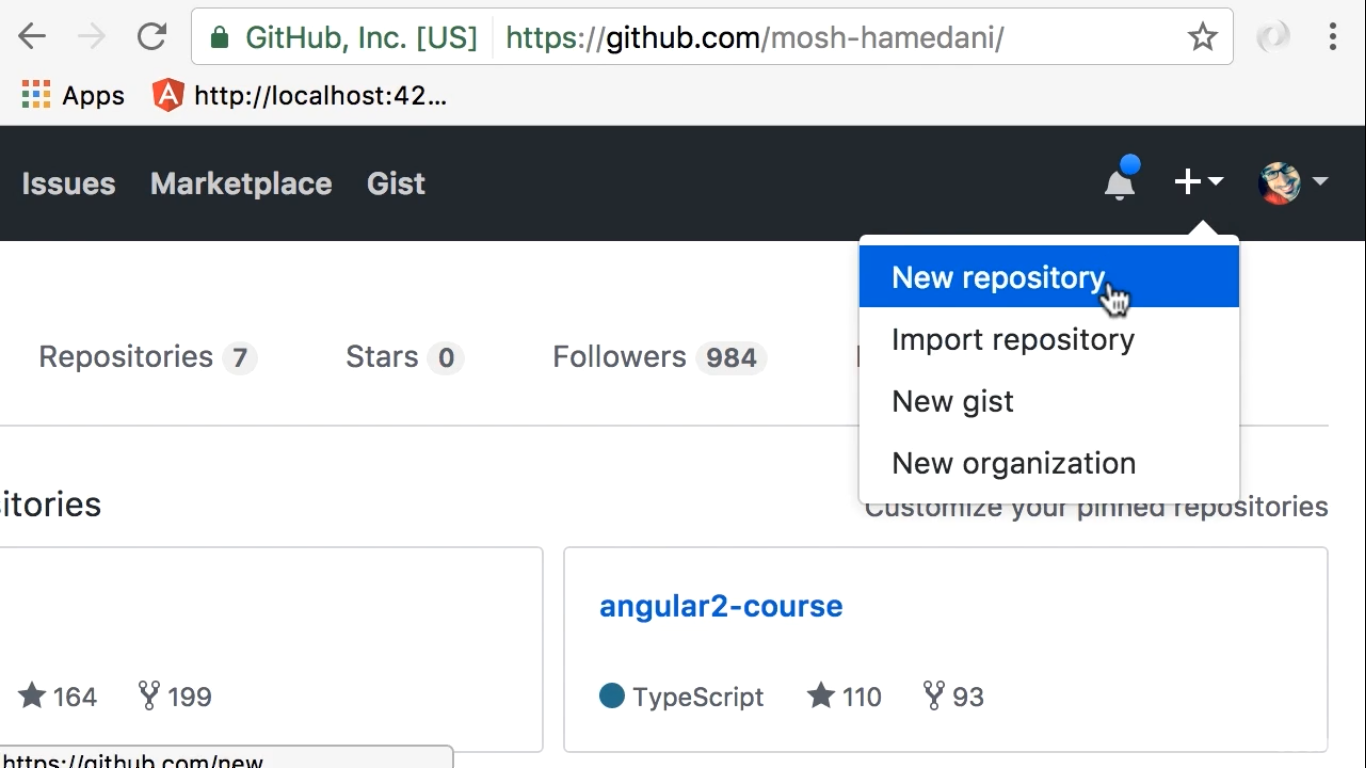 GitHub, Inc. [US] https://github.com/mosh-hamedani/
Apps http://localhost:42...
Issues Marketplace Gist
New repository
Import repository
New gist
New organization
Repositories 7 Stars 0 Followers 984
itories
Customize your pinned repositories
angular2-course
164 199
TypeScript 110 93
https://github.com/new